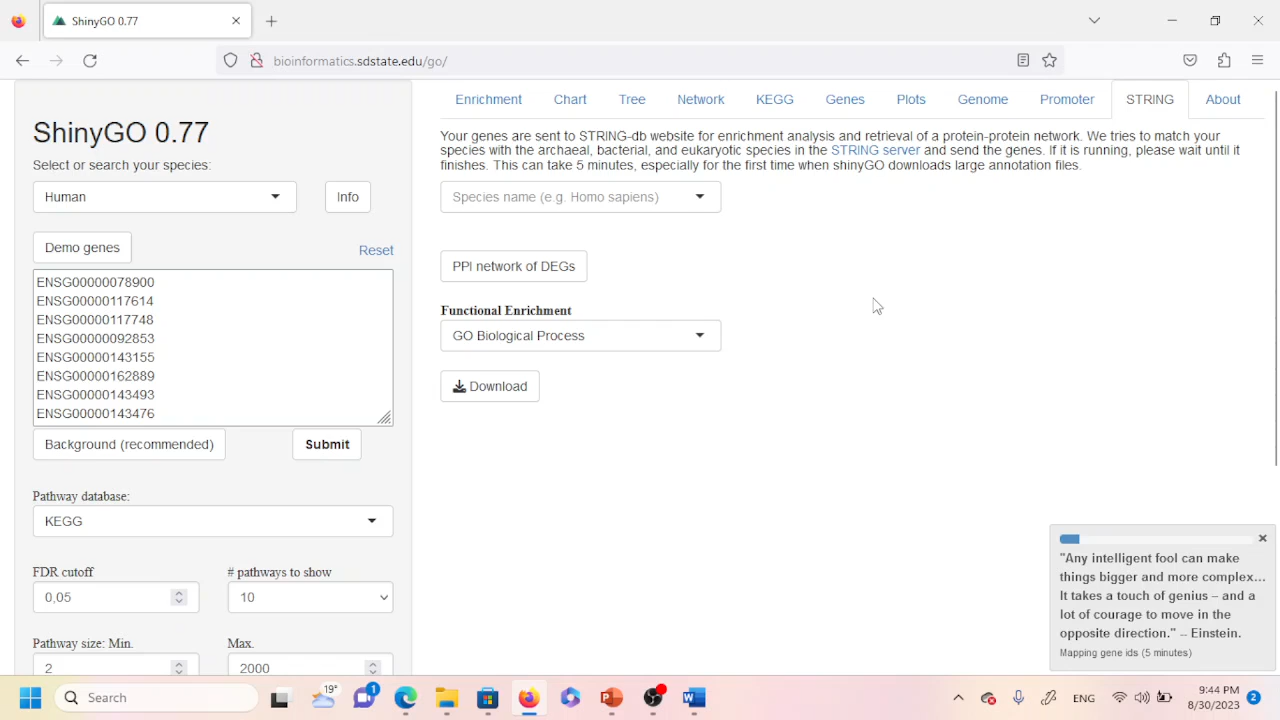 ShinyGO 0.77
bioinformatics.sdstate.edu/go/
ShinyGO 0.77
Select or search your species:
Human
Info
Demo genes
Reset
ENSG00000078900
ENSG00000117614
ENSG00000117748
ENSG00000092853
ENSG00000143155
ENSG00000162889
ENSG00000143493
ENSG00000143476
Background (recommended)
Submit
Pathway database:
KEGG
FDR cutoff
# pathways to show
0,05
10
Pathway size: Min.
Max.
2
2000
Enrichment
Chart
Tree
Network
KEGG
Genes
Plots
Genome
Promoter
STRING
About
Your genes are sent to STRING-db website for enrichment analysis and retrieval of a protein-protein network. We tries to match your
species with the archaeal, bacterial, and eukaryotic species in the STRING server and send the genes. If it is running, please wait until it
finishes. This can take 5 minutes, especially for the first time when shinyGO downloads large annotation files.
Species name (e.g. Homo sapiens)
PPI network of DEGs
Functional Enrichment
GO Biological Process
Download
"Any intelligent fool can make
things bigger and more complex...
It takes a touch of genius – and a
lot of courage to move in the
opposite direction." -- Einstein.
Mapping gene ids (5 minutes)
Search
19°
1
ENG
9:44 PM
8/30/2023
2